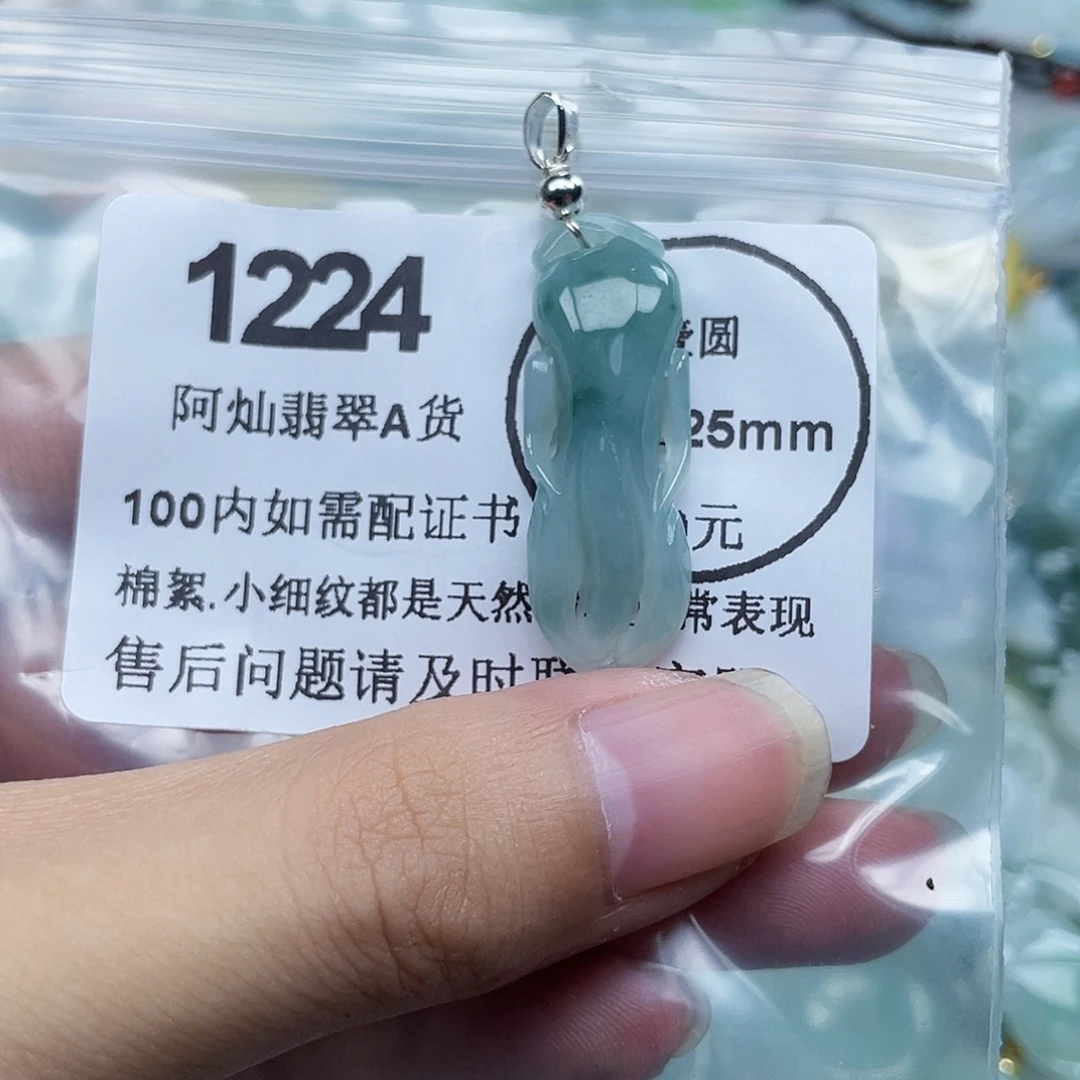 1224
圆
阿灿翡翠A货
25mm
100内如需配证书 元
棉絮.小细纹都是天然 常表现
售后问题请及时联